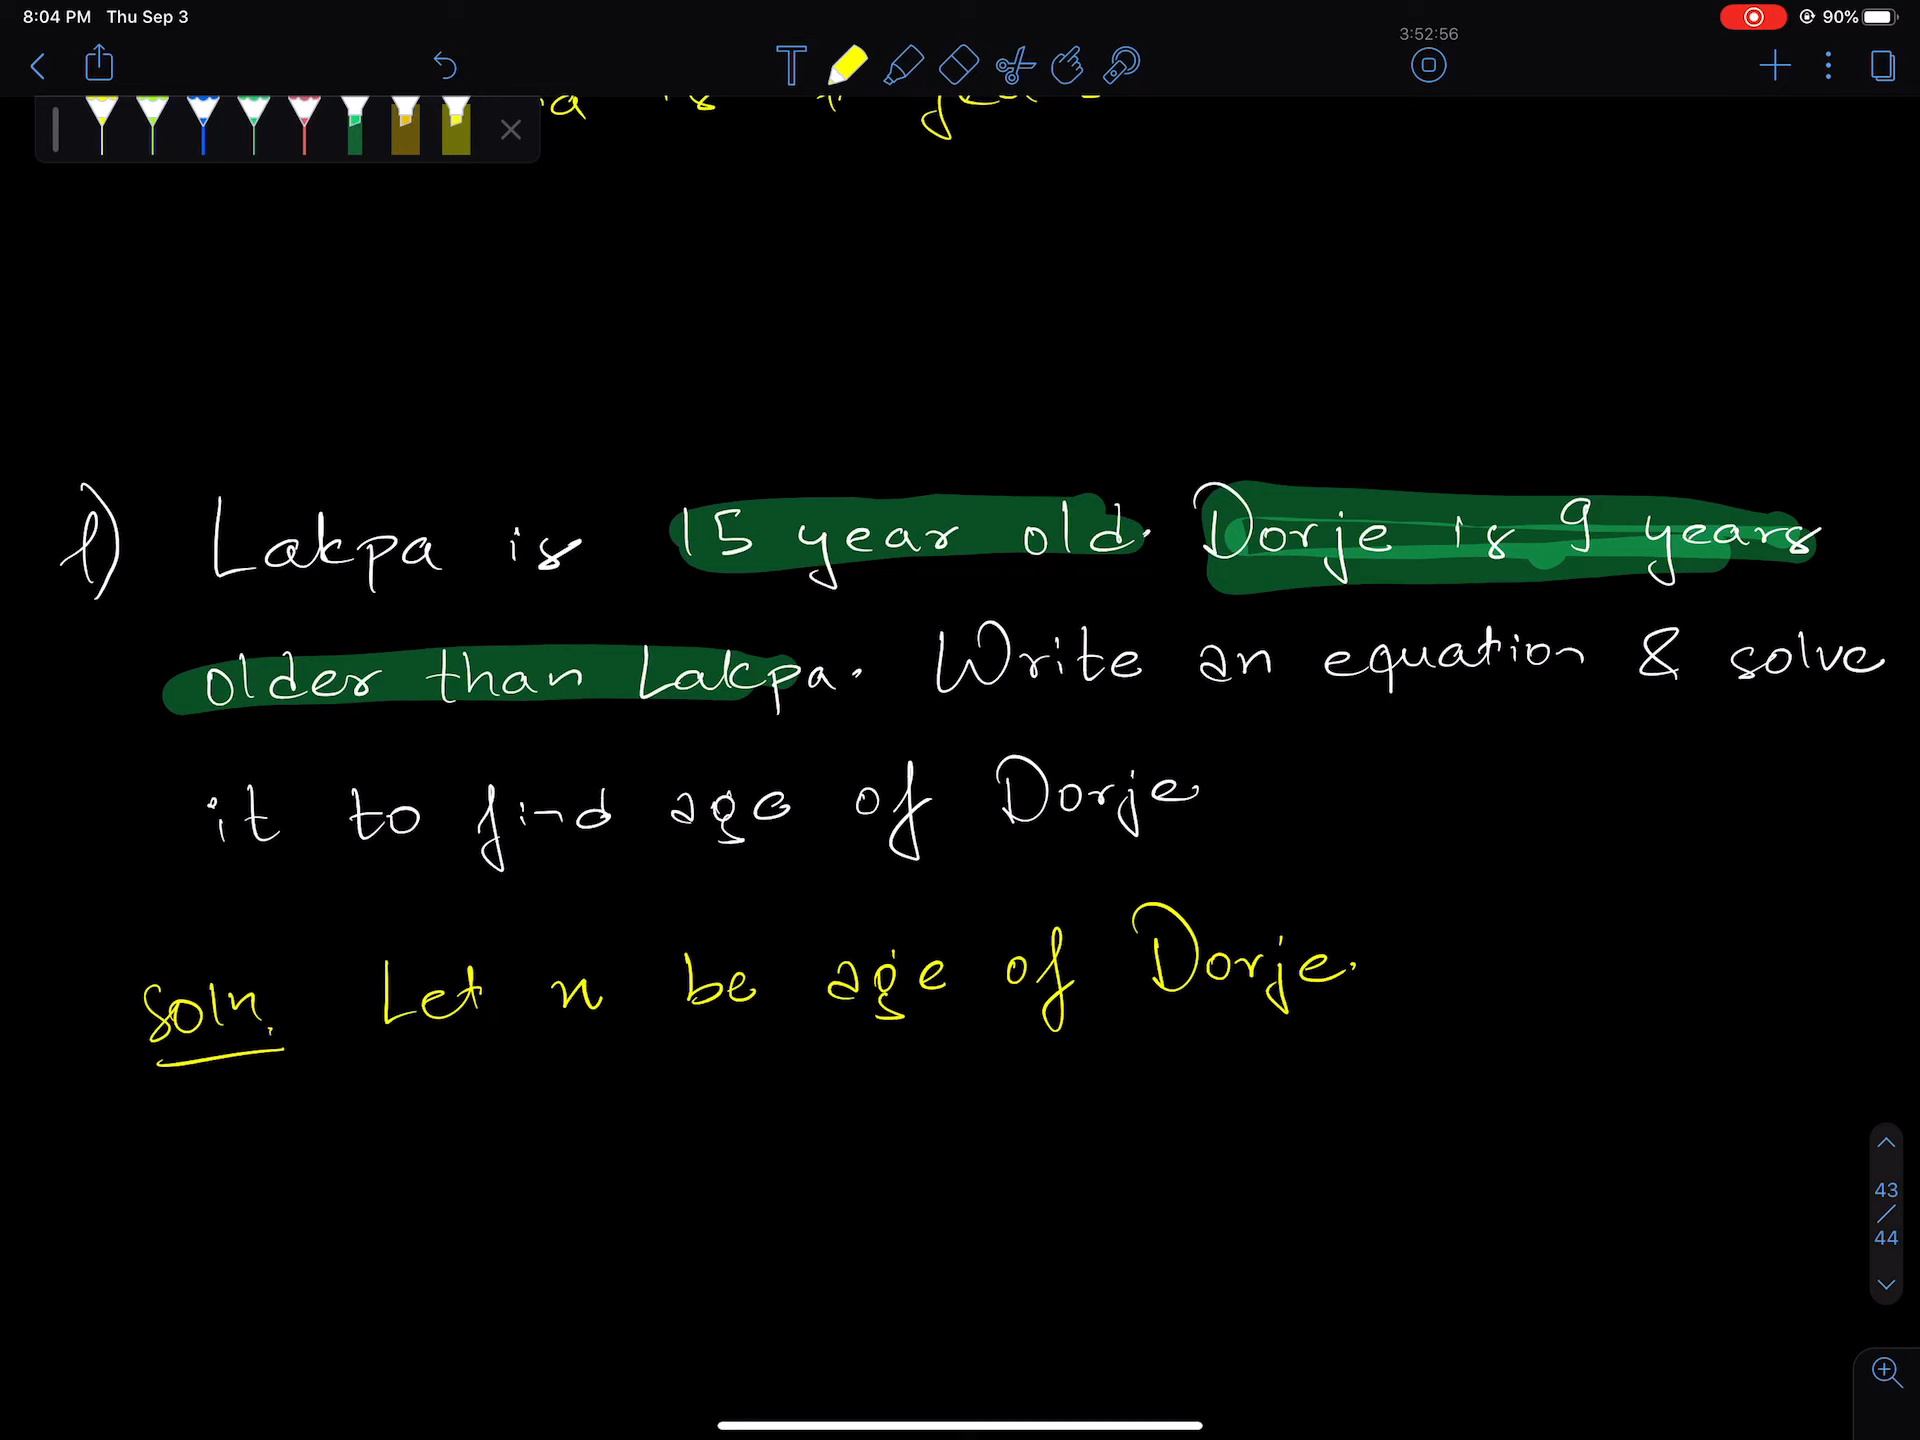 8:04 PM Thu Sep 3
90%
3:52:56
T
is
f) Lakpa is 15 year old. Dorje is 9 years
older than Lakpa. Write an equation & solve
it to find age of Dorje
Soln. Let x be age of Dorje.
43
/
44